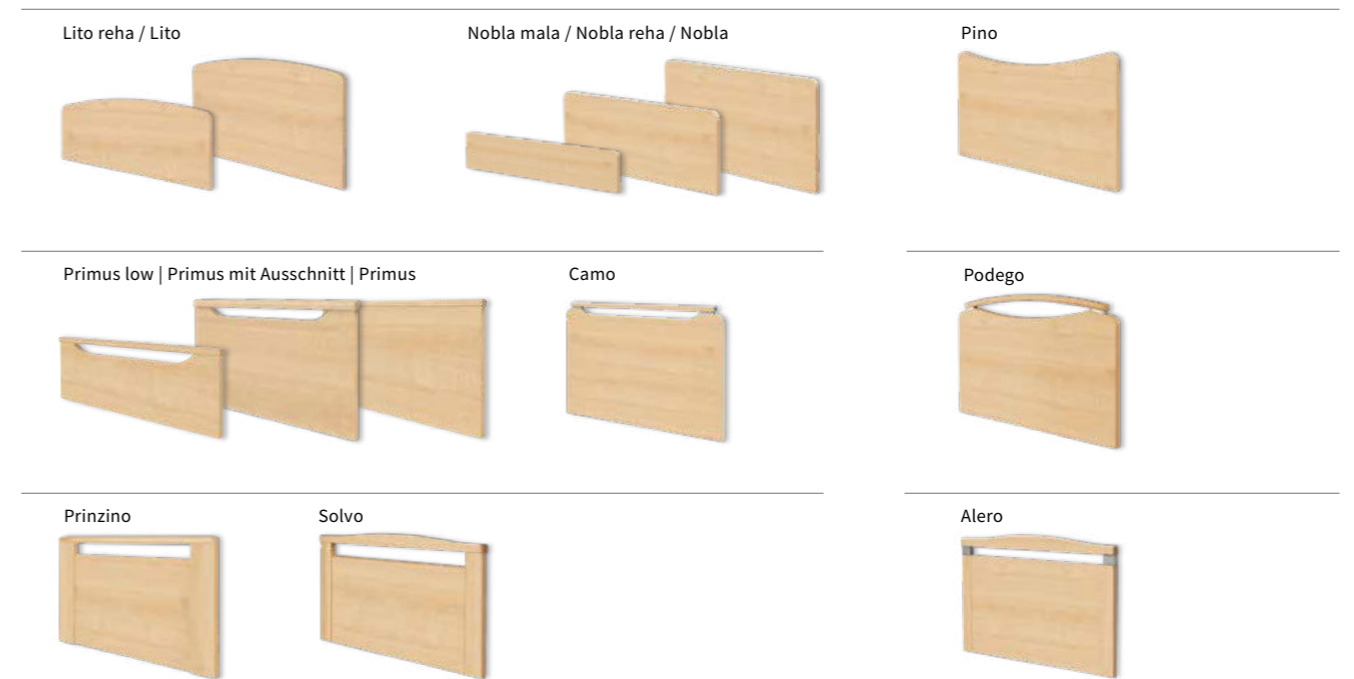 Lito reha / Lito
Nobla mala / Nobla reha / Nobla
Pino
Primus low | Primus mit Ausschnitt | Primus
Camo
Podego
Prinzino
Solvo
Alero